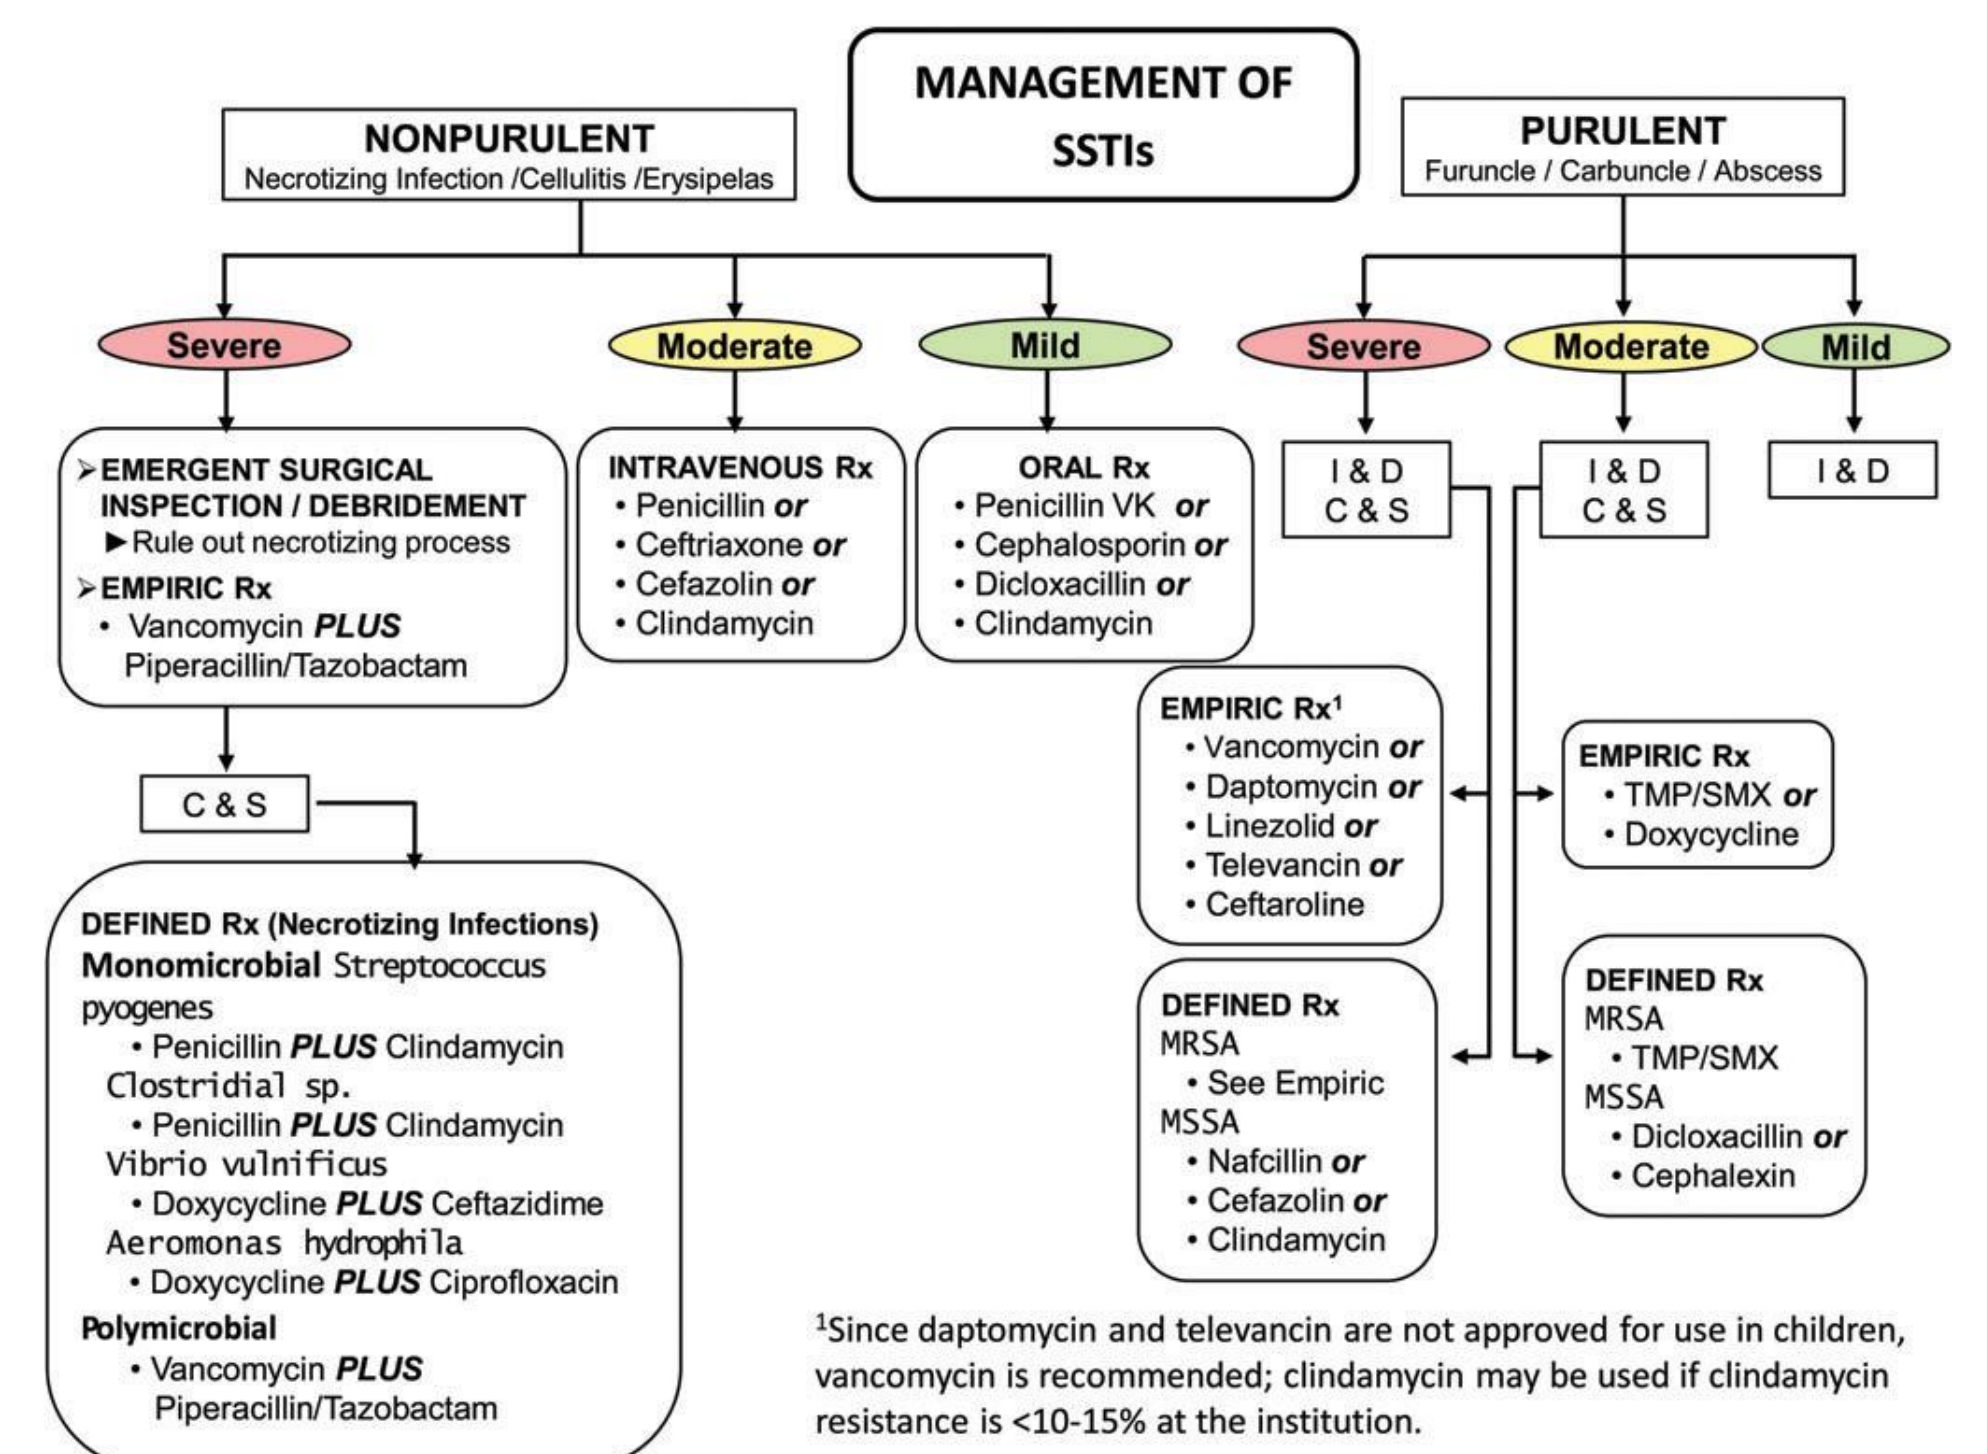 MANAGEMENT OF
SSTIs
NONPURULENT
Necrotizing Infection /Cellulitis /Erysipelas
Severe
Moderate
Mild
➢EMERGENT SURGICAL
INSPECTION / DEBRIDEMENT
►Rule out necrotizing process
➢EMPIRIC Rx
• Vancomycin PLUS
Piperacillin/Tazobactam
C & S
DEFINED Rx (Necrotizing Infections)
Monomicrobial Streptococcus
pyogenes
• Penicillin PLUS Clindamycin
Clostridial sp.
• Penicillin PLUS Clindamycin
Vibrio vulnificus
• Doxycycline PLUS Ceftazidime
Aeromonas hydrophila
• Doxycycline PLUS Ciprofloxacin
Polymicrobial
• Vancomycin PLUS
Piperacillin/Tazobactam
INTRAVENOUS Rx
• Penicillin or
• Ceftriaxone or
• Cefazolin or
• Clindamycin
ORAL Rx
• Penicillin VK or
• Cephalosporin or
• Dicloxacillin or
• Clindamycin
PURULENT
Furuncle / Carbuncle / Abscess
Severe
Moderate
Mild
I & D
C & S
I & D
C & S
I & D
EMPIRIC Rx¹
• Vancomycin or
• Daptomycin or
• Linezolid or
• Televancin or
• Ceftaroline
DEFINED Rx
MRSA
• See Empiric
MSSA
• Nafcillin or
• Cefazolin or
• Clindamycin
EMPIRIC Rx
• TMP/SMX or
• Doxycycline
DEFINED Rx
MRSA
• TMP/SMX
MSSA
• Dicloxacillin or
• Cephalexin
¹Since daptomycin and televancin are not approved for use in children,
vancomycin is recommended; clindamycin may be used if clindamycin
resistance is <10-15% at the institution.